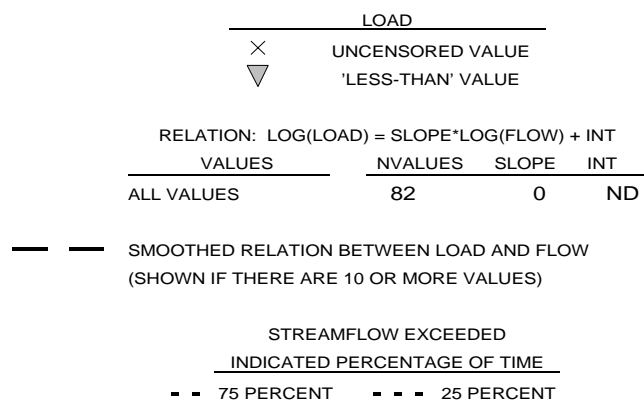 LOAD
UNCENSORED VALUE
'LESS-THAN' VALUE
RELATION: LOG(LOAD) = SLOPE*LOG(FLOW) + INT
VALUES NVALUES SLOPE INT
ALL VALUES 82 0 ND
SMOOTHED RELATION BETWEEN LOAD AND FLOW
(SHOWN IF THERE ARE 10 OR MORE VALUES)
STREAMFLOW EXCEEDED
INDICATED PERCENTAGE OF TIME
75 PERCENT 25 PERCENT